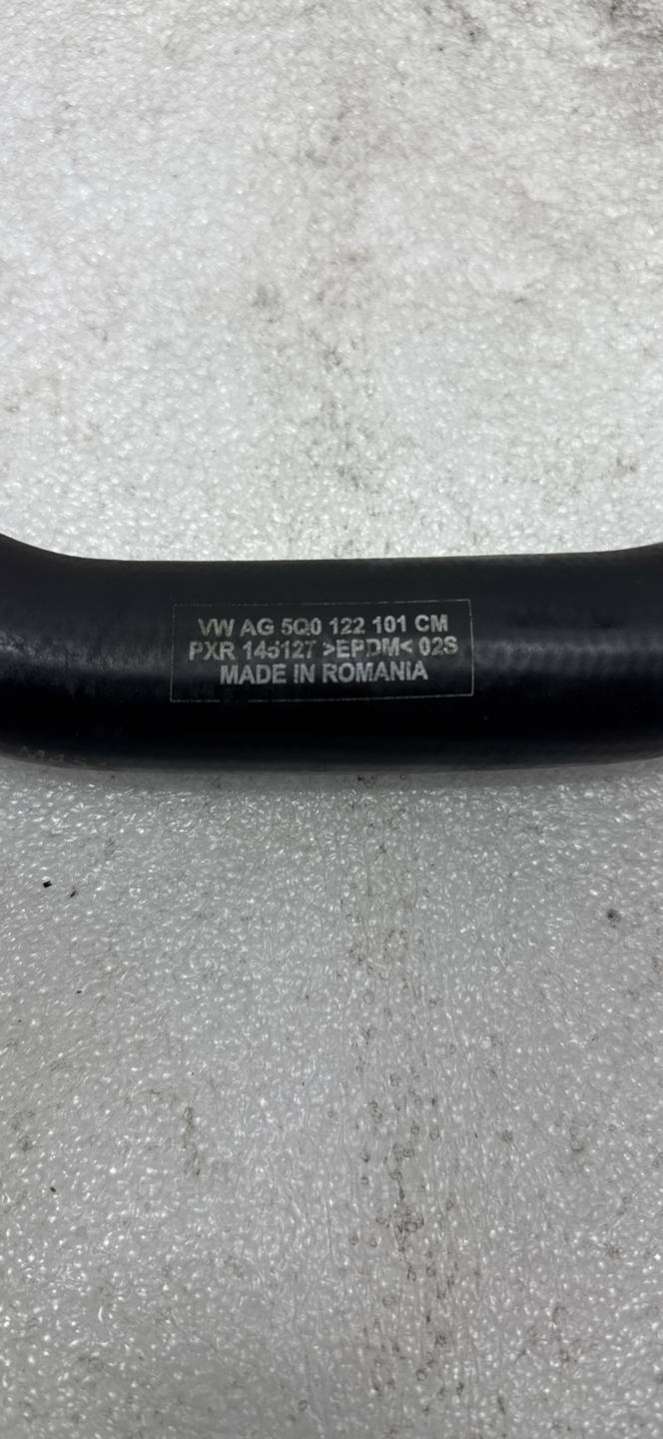 VW AG 5Q0 122 101 CM
PXR 145127 >EPDM< 02S
MADE IN ROMANIA